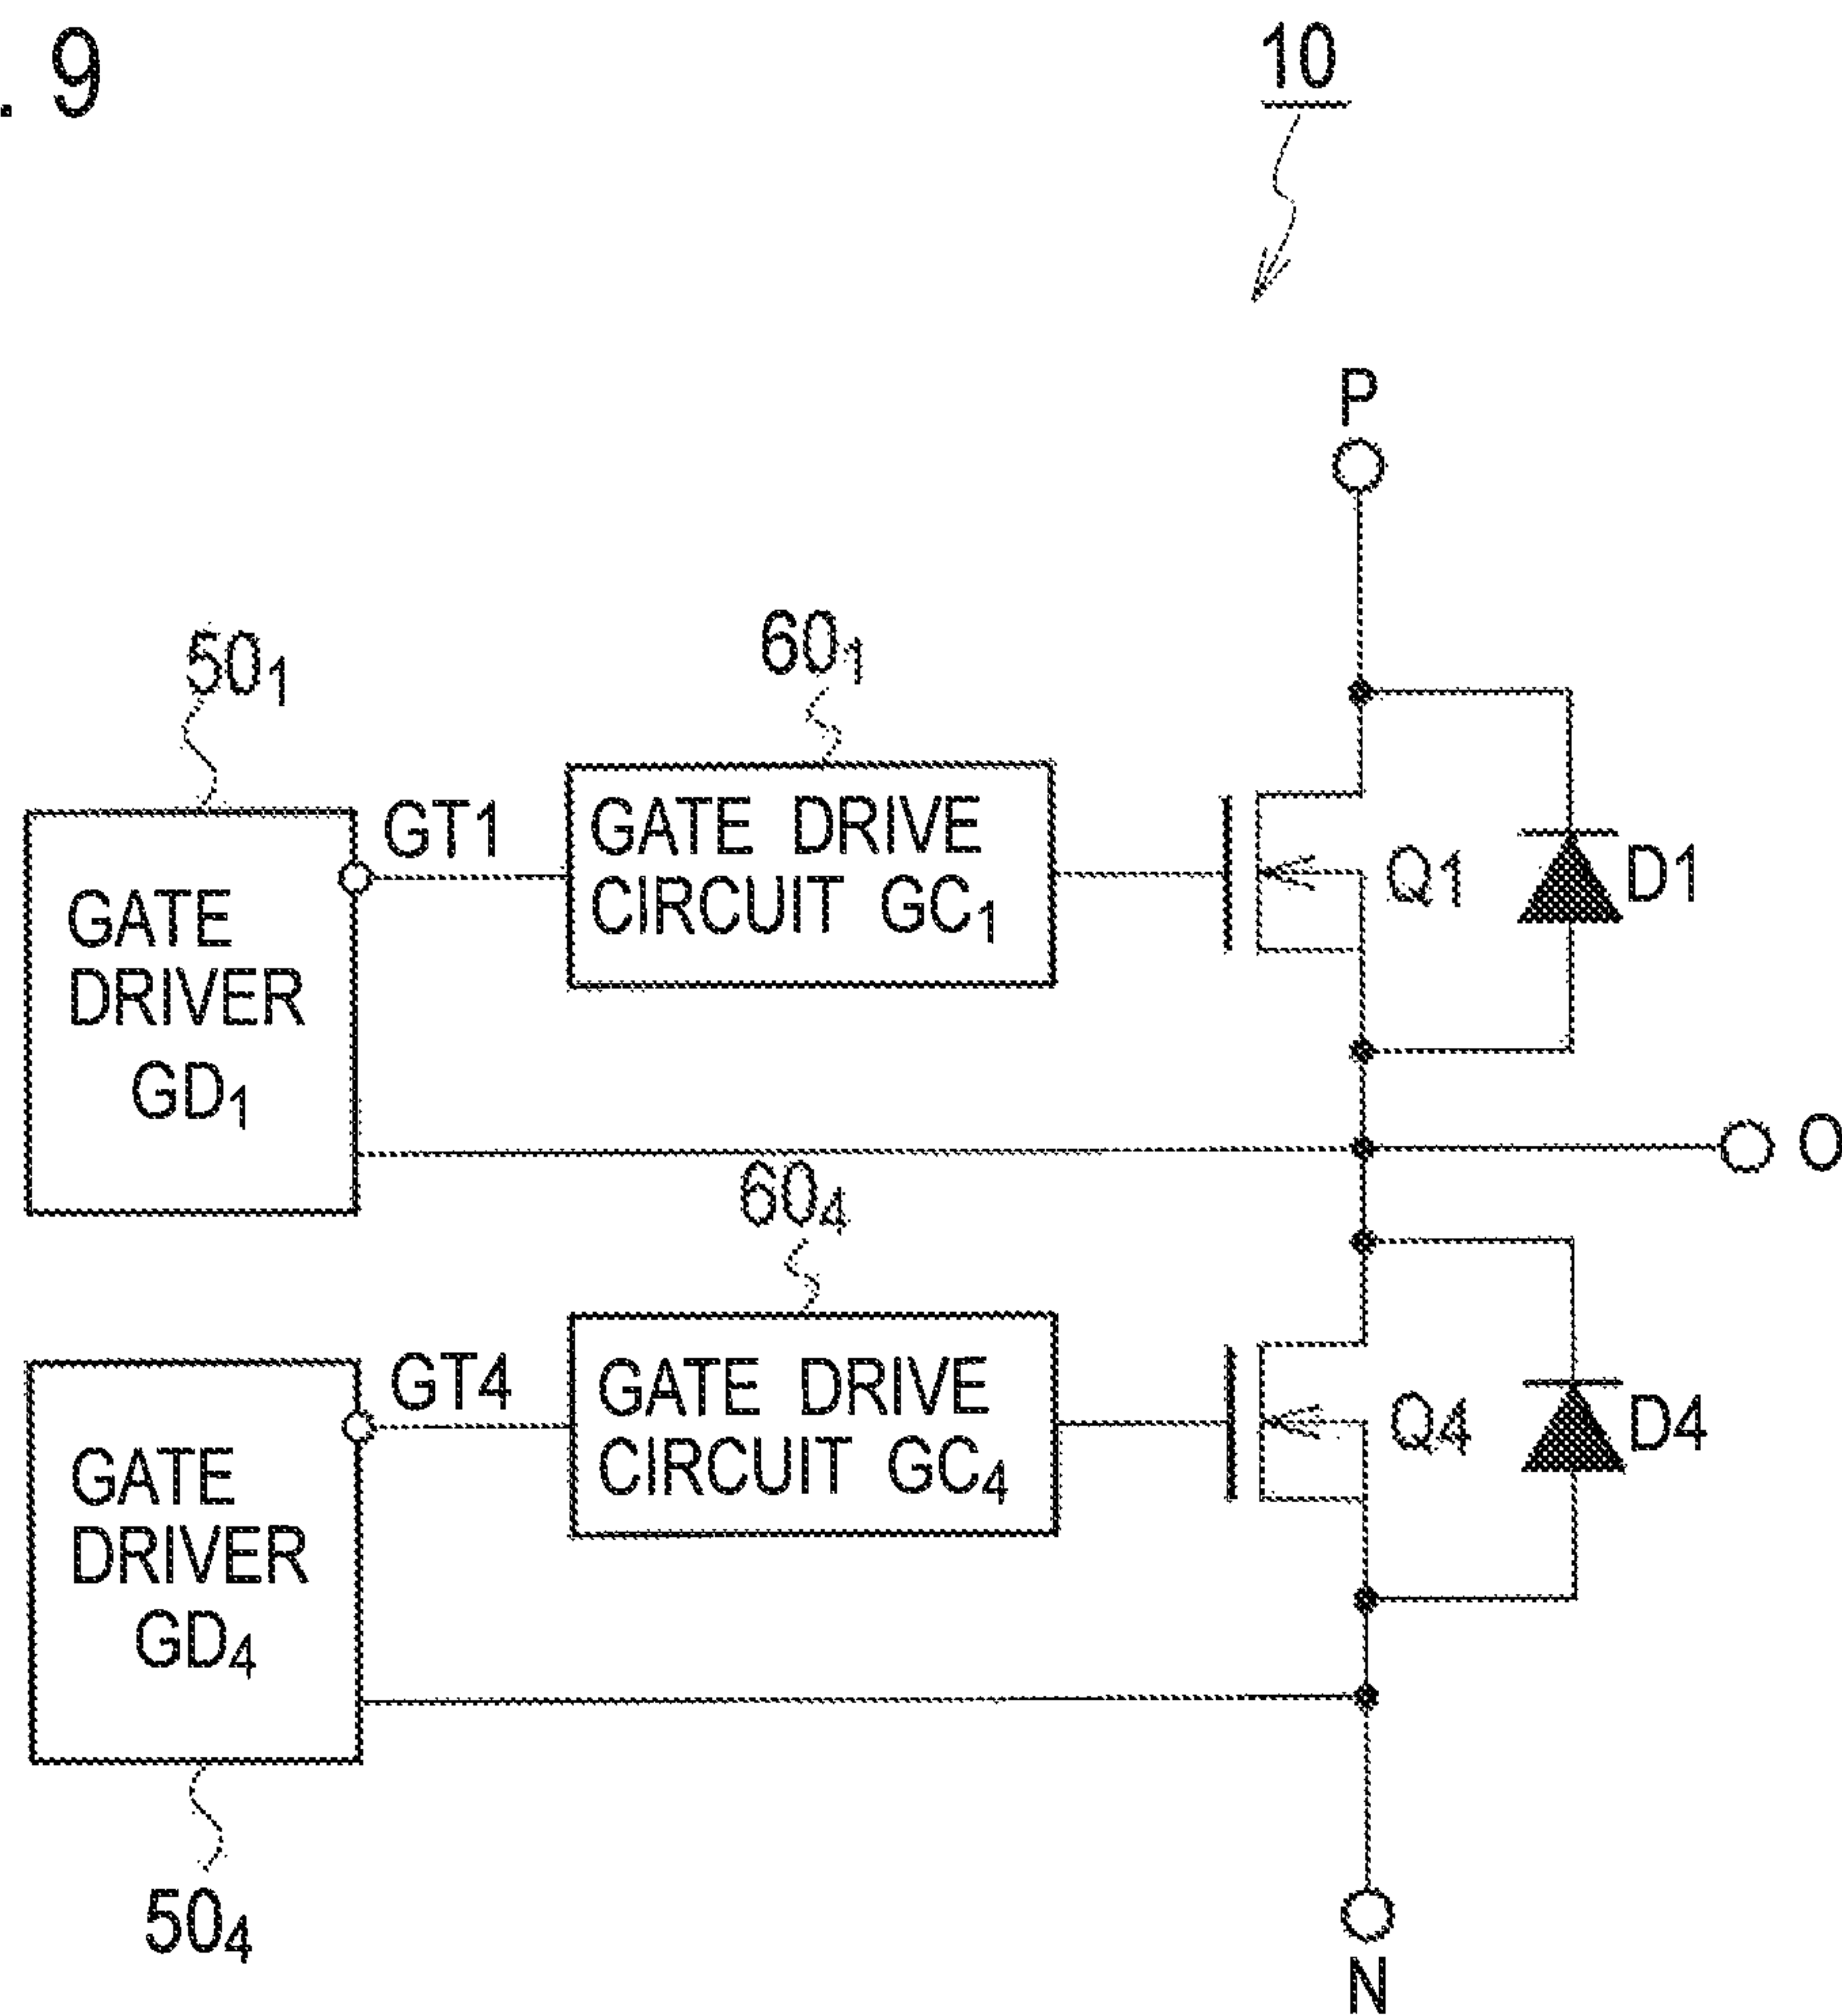 . 9
10
P
50₁
60₁
GT1
GATE DRIVE
CIRCUIT GC₁
GATE
DRIVER
GD₁
Q1
D1
O
60₄
GT4
GATE DRIVE
CIRCUIT GC₄
GATE
DRIVER
GD₄
Q4
D4
50₄
N